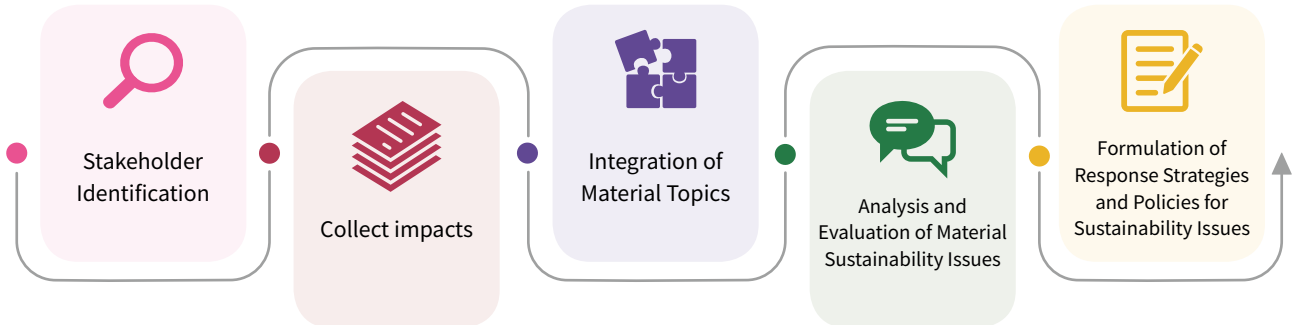 Stakeholder
Identification
Collect impacts
Integration of
Material Topics
Analysis and
Evaluation of Material
Sustainability Issues
Formulation of
Response Strategies
and Policies for
Sustainability Issues